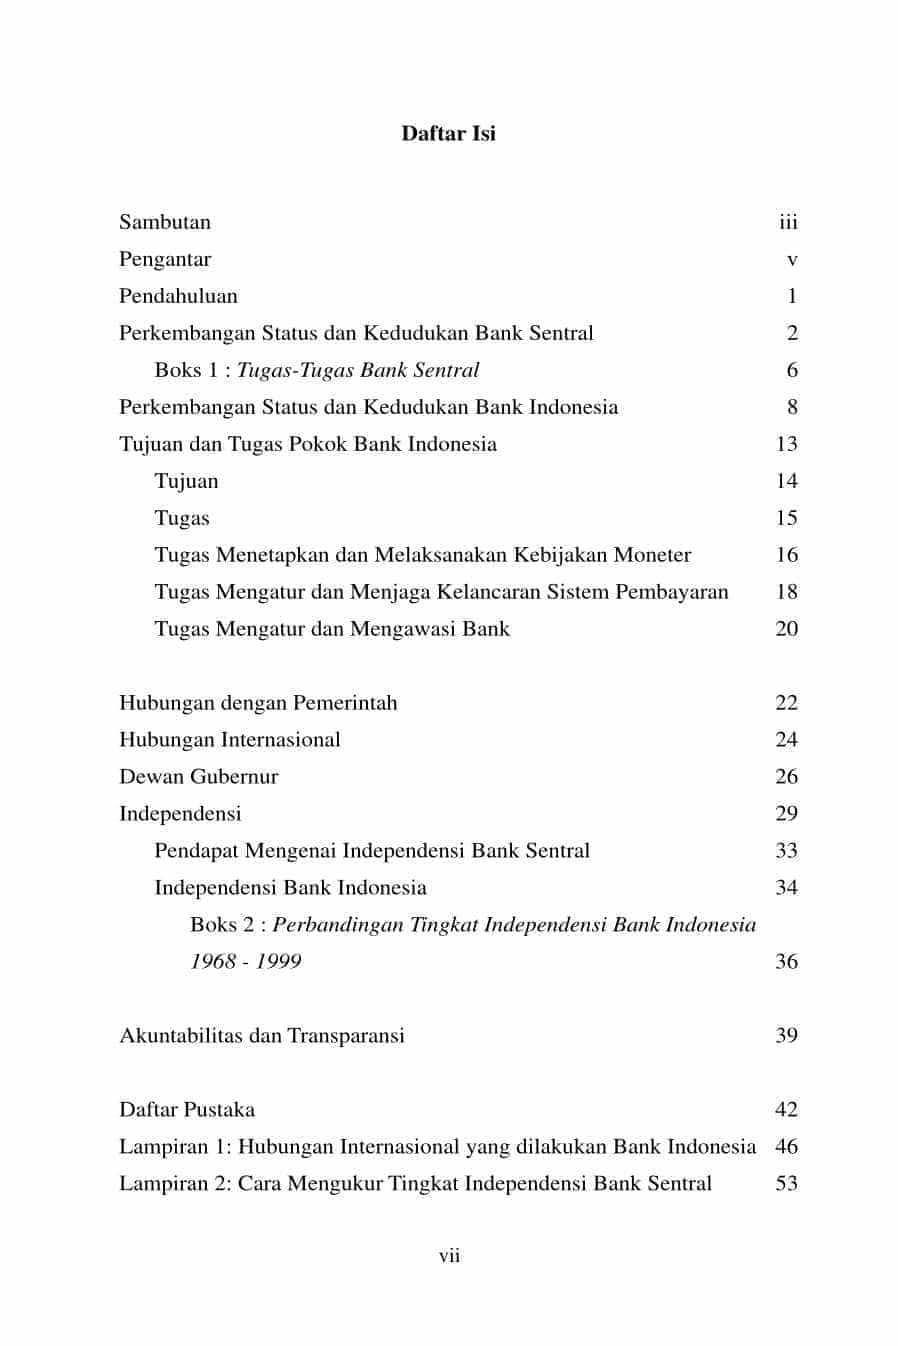 Daftar Isi
Sambutan iii
Pengantar v
Pendahuluan 1
Perkembangan Status dan Kedudukan Bank Sentral 2
Boks 1 : Tugas-Tugas Bank Sentral 6
Perkembangan Status dan Kedudukan Bank Indonesia 8
Tujuan dan Tugas Pokok Bank Indonesia 13
Tujuan 14
Tugas 15
Tugas Menetapkan dan Melaksanakan Kebijakan Moneter 16
Tugas Mengatur dan Menjaga Kelancaran Sistem Pembayaran 18
Tugas Mengatur dan Mengawasi Bank 20
Hubungan dengan Pemerintah 22
Hubungan Internasional 24
Dewan Gubernur 26
Independensi 29
Pendapat Mengenai Independensi Bank Sentral 33
Independensi Bank Indonesia 34
Boks 2 : Perbandingan Tingkat Independensi Bank Indonesia
1968 - 1999 36
Akuntabilitas dan Transparansi 39
Daftar Pustaka 42
Lampiran 1: Hubungan Internasional yang dilakukan Bank Indonesia 46
Lampiran 2: Cara Mengukur Tingkat Independensi Bank Sentral 53
vii